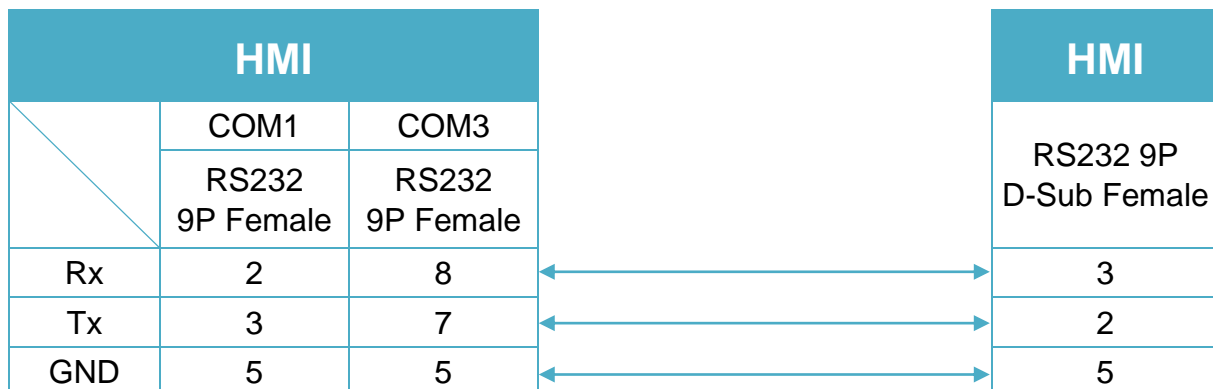 HMI HMI
COM1 COM3
RS232 9P Female RS232 9P Female
RS232 9P
D-Sub Female
Rx 2 8 3
Tx 3 7 2
GND 5 5 5